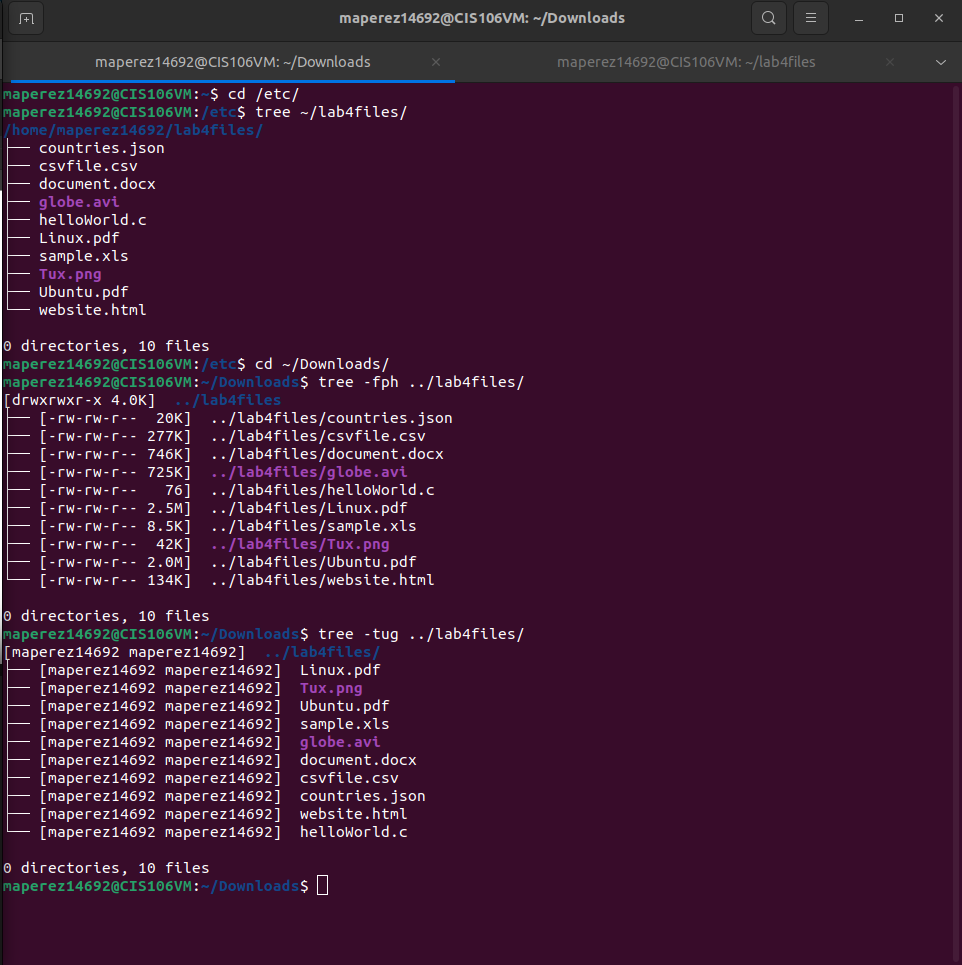 maperez14692@CIS106VM: ~/Downloads
maperez14692@CIS106VM: ~/Downloads × maperez14692@CIS106VM: ~/lab4files ×
maperez14692@CIS106VM:~$ cd /etc/
maperez14692@CIS106VM:/etc$ tree ~/lab4files/
/home/maperez14692/lab4files/
├── countries.json
├── csvfile.csv
├── document.docx
├── globe.avi
├── helloWorld.c
├── Linux.pdf
├── sample.xls
├── Tux.png
├── Ubuntu.pdf
└── website.html
0 directories, 10 files
maperez14692@CIS106VM:/etc$ cd ~/Downloads/
maperez14692@CIS106VM:~/Downloads$ tree -fph ../lab4files/
[drwxrwxr-x 4.0K]  ../lab4files
├── [-rw-rw-r--  20K]  ../lab4files/countries.json
├── [-rw-rw-r-- 277K]  ../lab4files/csvfile.csv
├── [-rw-rw-r-- 746K]  ../lab4files/document.docx
├── [-rw-rw-r-- 725K]  ../lab4files/globe.avi
├── [-rw-rw-r--   76]  ../lab4files/helloWorld.c
├── [-rw-rw-r-- 2.5M]  ../lab4files/Linux.pdf
├── [-rw-rw-r-- 8.5K]  ../lab4files/sample.xls
├── [-rw-rw-r--  42K]  ../lab4files/Tux.png
├── [-rw-rw-r-- 2.0M]  ../lab4files/Ubuntu.pdf
└── [-rw-rw-r-- 134K]  ../lab4files/website.html
0 directories, 10 files
maperez14692@CIS106VM:~/Downloads$ tree -tug ../lab4files/
[maperez14692 maperez14692]  ../lab4files/
├── [maperez14692 maperez14692]  Linux.pdf
├── [maperez14692 maperez14692]  Tux.png
├── [maperez14692 maperez14692]  Ubuntu.pdf
├── [maperez14692 maperez14692]  sample.xls
├── [maperez14692 maperez14692]  globe.avi
├── [maperez14692 maperez14692]  document.docx
├── [maperez14692 maperez14692]  csvfile.csv
├── [maperez14692 maperez14692]  countries.json
├── [maperez14692 maperez14692]  website.html
└── [maperez14692 maperez14692]  helloWorld.c
0 directories, 10 files
maperez14692@CIS106VM:~/Downloads$